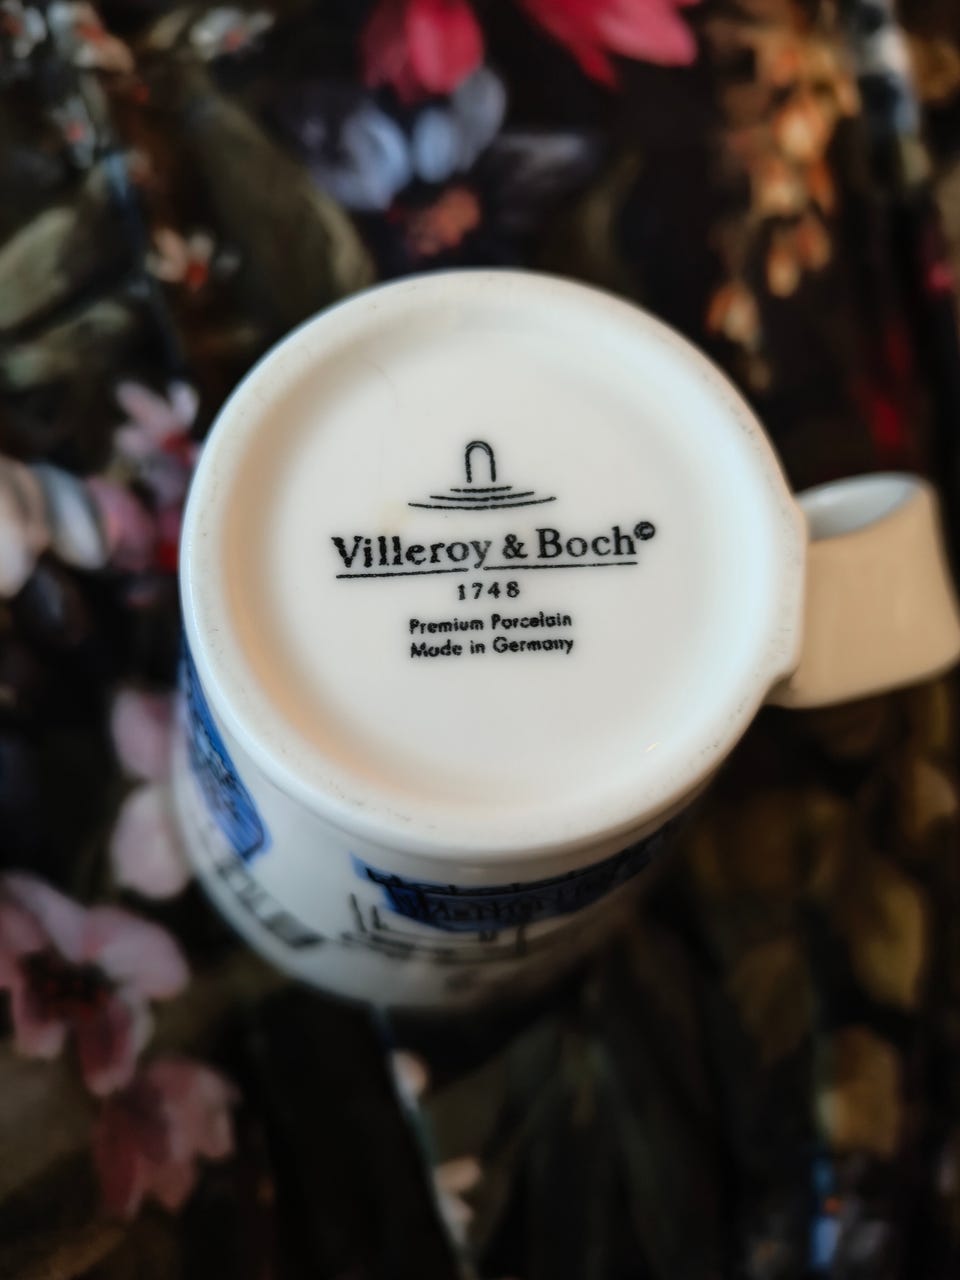 Villeroy & Boch©
1748
Premium Porcelain
Made in Germany